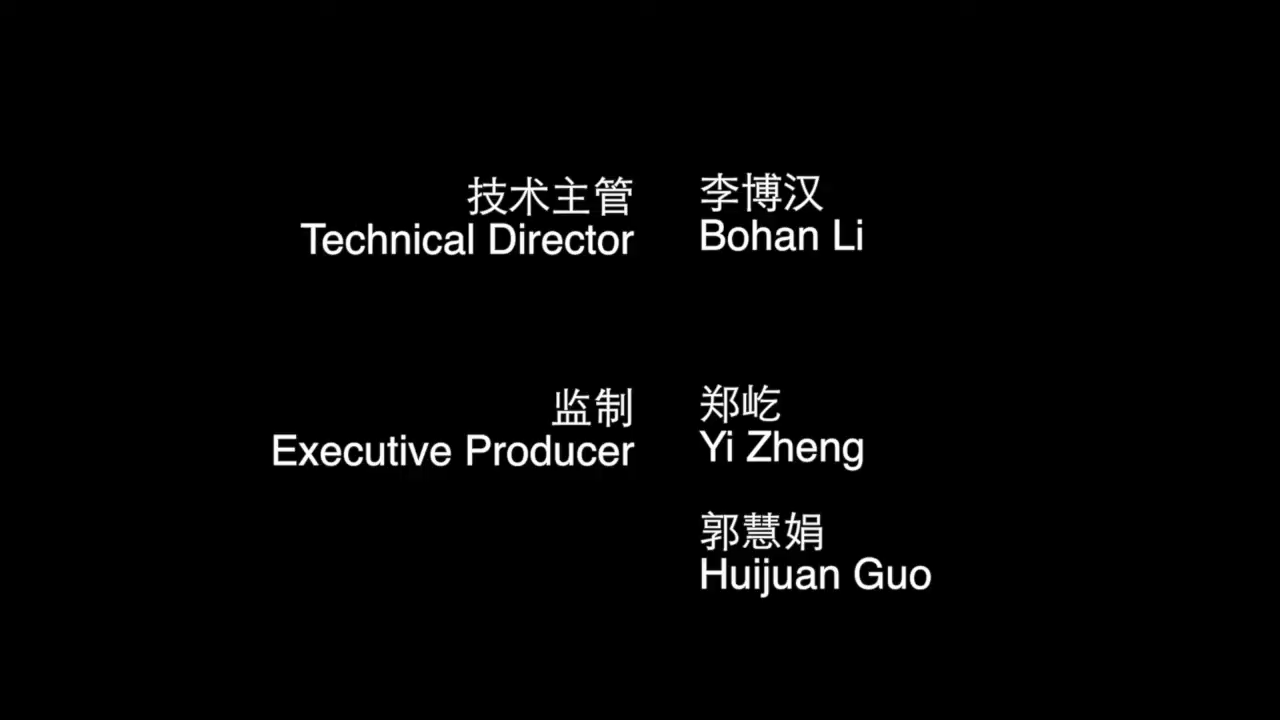 技术主管 李博汉
Technical Director Bohan Li
监制 郑屹
Executive Producer Yi Zheng
郭慧娟
Huijuan Guo